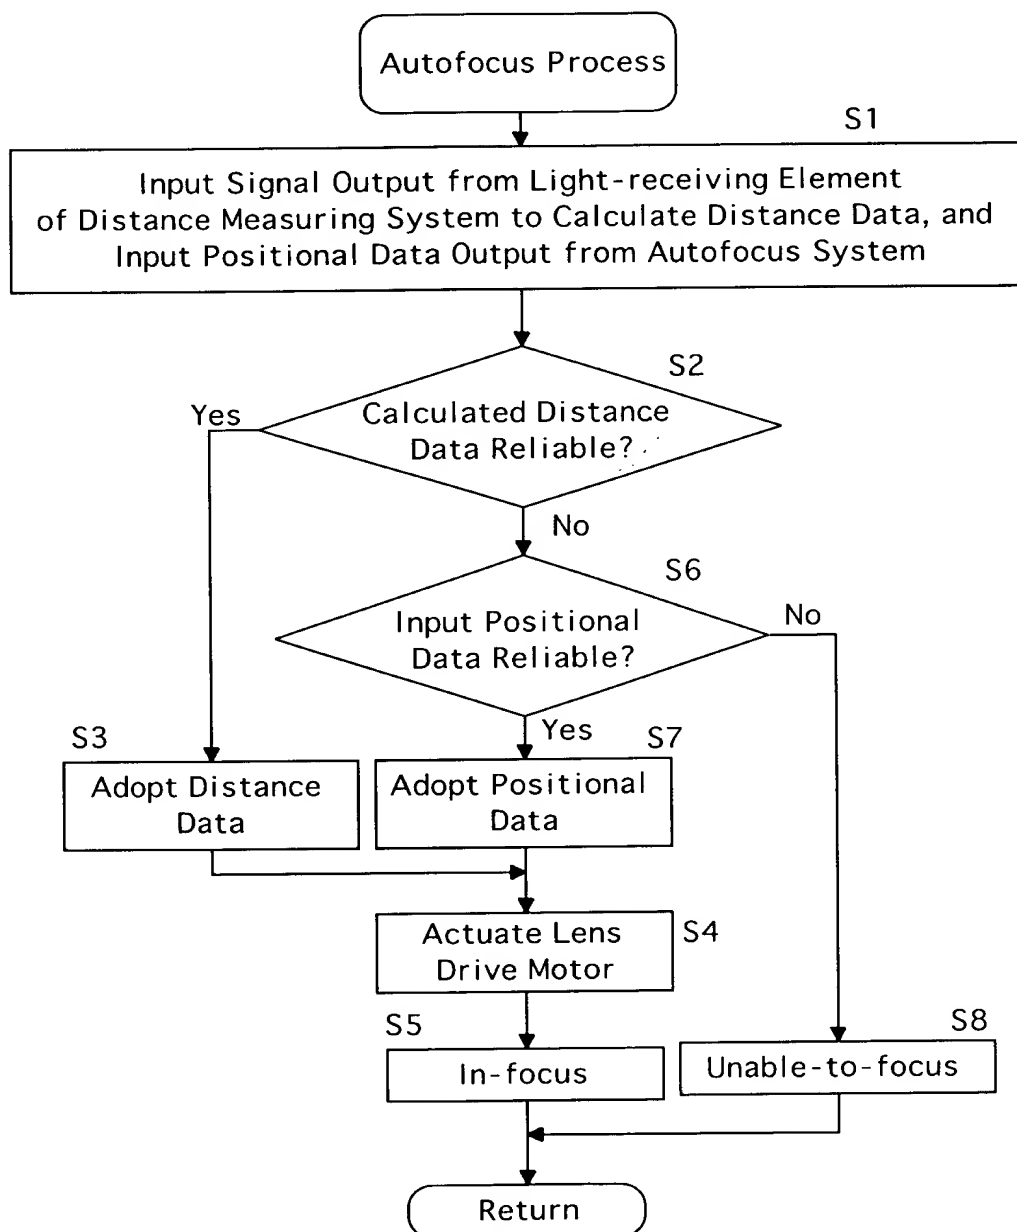 Autofocus Process
S1
Input Signal Output from Light-receiving Element
of Distance Measuring System to Calculate Distance Data, and
Input Positional Data Output from Autofocus System
S2
Yes
Calculated Distance
Data Reliable?
No
S6
Input Positional
Data Reliable?
No
Yes
S3
S7
Adopt Distance
Data
Adopt Positional
Data
Actuate Lens
Drive Motor
S4
S5
In-focus
S8
Unable-to-focus
Return